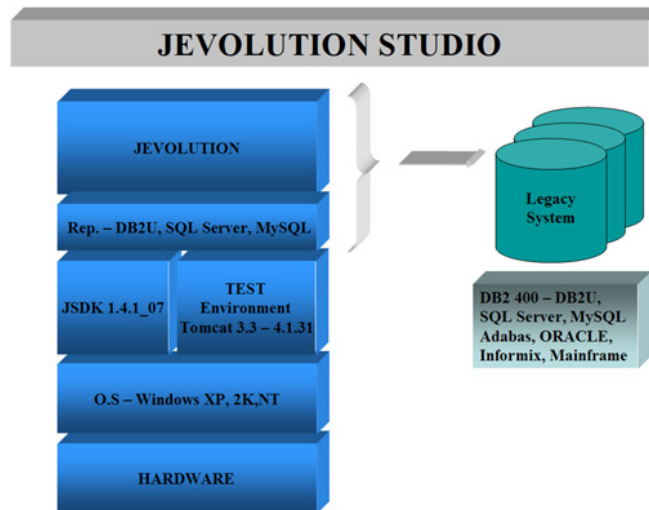 JEVOLUTION STUDIO
JEVOLUTION
Rep. – DB2U, SQL Server, MySQL
JSDK 1.4.1_07
TEST
Environment
Tomcat 3.3 – 4.1.31
O.S – Windows XP, 2K,NT
HARDWARE
Legacy
System
DB2 400 – DB2U,
SQL Server, MySQL
Adabas, ORACLE,
Informix, Mainframe